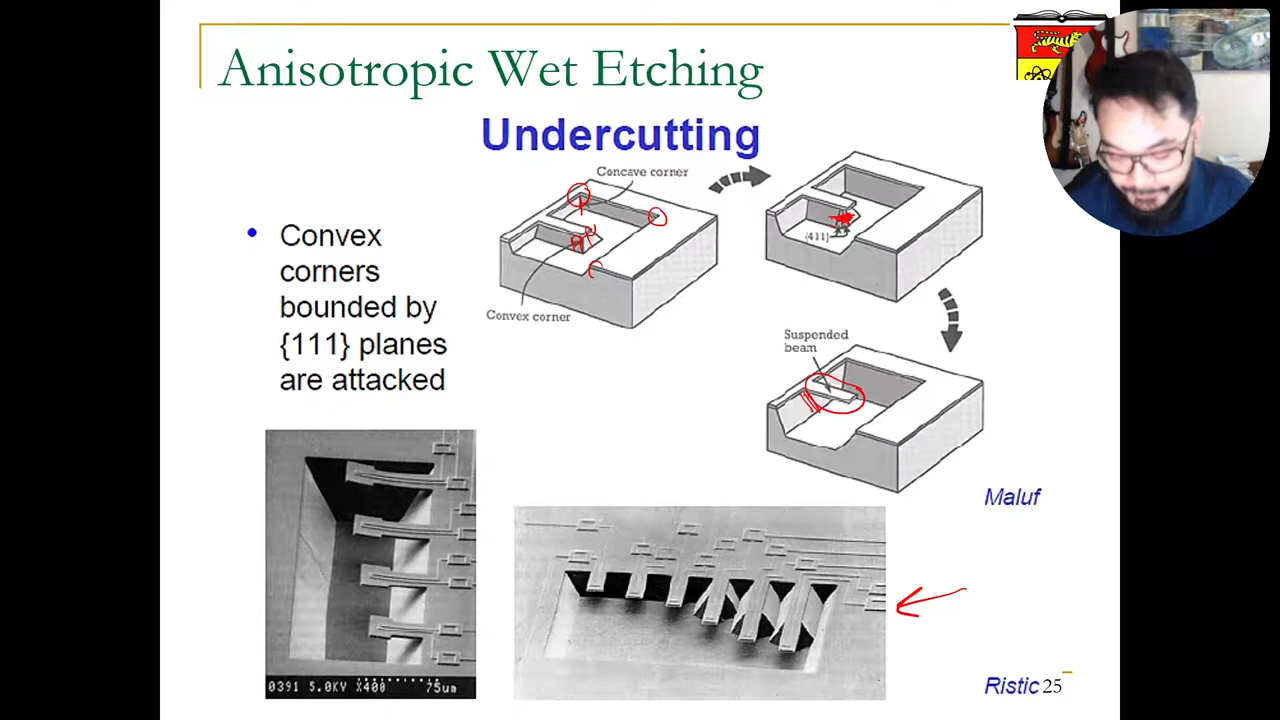 Anisotropic Wet Etching
Undercutting
Concave corner
• Convex
corners
bounded by
{111} planes
are attacked
Convex corner
{411}
Suspended
beam
Maluf
0391 5.0KV X400 75um
Ristic 25